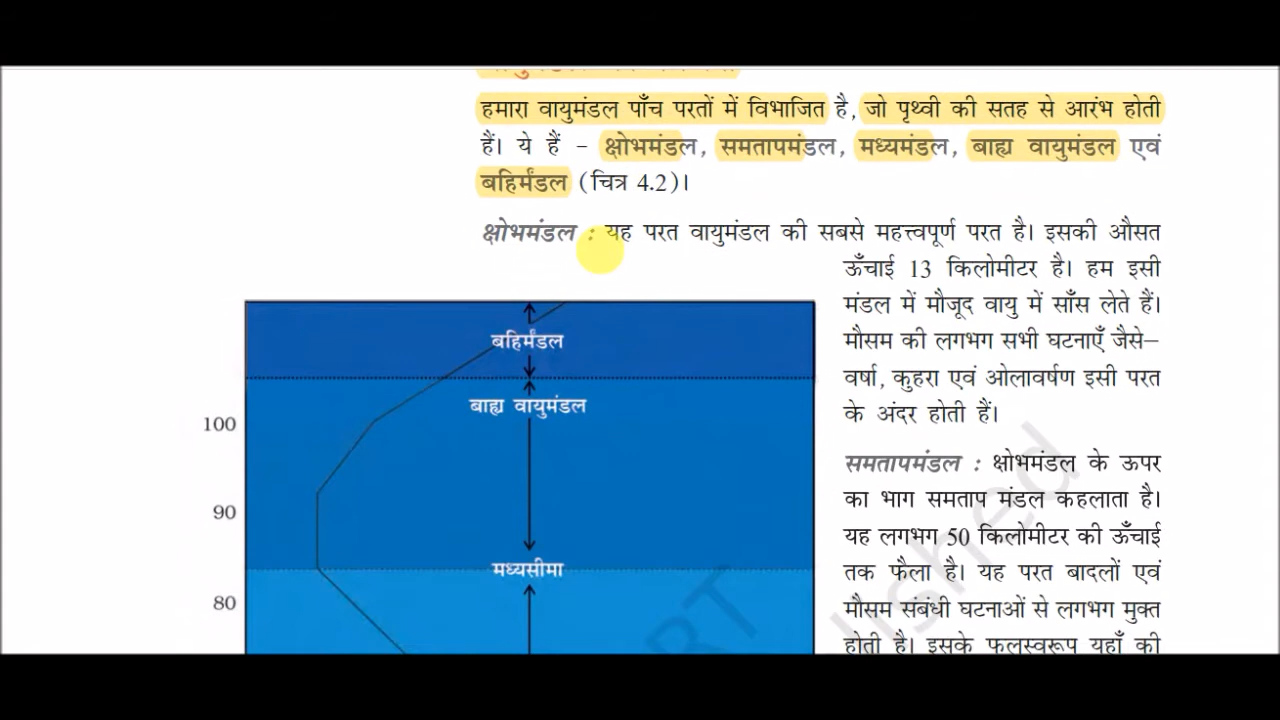 हमारा वायुमंडल पाँच परतों में विभाजित है, जो पृथ्वी की सतह से आरंभ होती
हैं। ये हैं – क्षोभमंडल, समतापमंडल, मध्यमंडल, बाह्य वायुमंडल एवं
बहिर्मंडल (चित्र 4.2)।
क्षोभमंडल : यह परत वायुमंडल की सबसे महत्त्वपूर्ण परत है। इसकी औसत
ऊँचाई 13 किलोमीटर है। हम इसी
मंडल में मौजूद वायु में साँस लेते हैं।
मौसम की लगभग सभी घटनाएँ जैसे–
वर्षा, कुहरा एवं ओलावर्षण इसी परत
के अंदर होती हैं।
समतापमंडल : क्षोभमंडल के ऊपर
का भाग समताप मंडल कहलाता है।
यह लगभग 50 किलोमीटर की ऊँचाई
तक फैला है। यह परत बादलों एवं
मौसम संबंधी घटनाओं से लगभग मुक्त
होती है। इसके फलस्वरूप यहाँ की
बहिर्मंडल
बाह्य वायुमंडल
100
90
मध्यसीमा
80